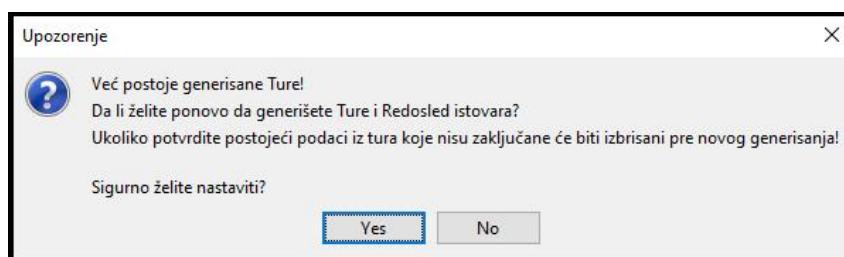 Upozorenje
Već postoje generisane Ture!
Da li želite ponovo da generišete Ture i Redosled istovara?
Ukoliko potvrdite postojeći podaci iz tura koje nisu zaključane će biti izbrisani pre novog generisanja!
Sigurno želite nastaviti?
Yes
No